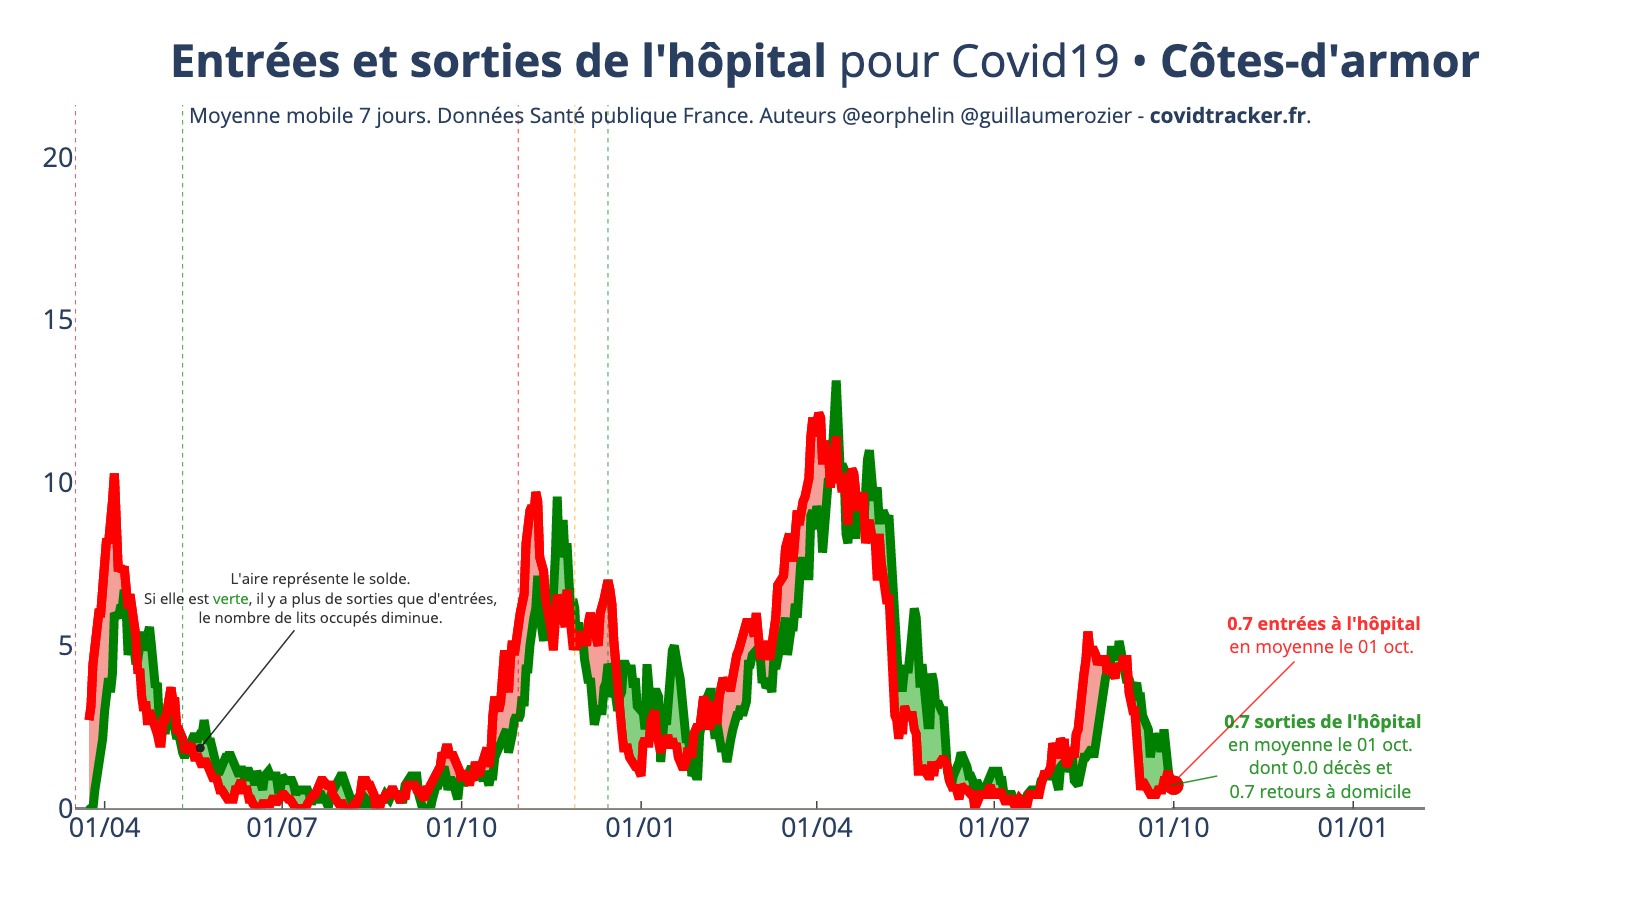 Entrées et sorties de l'hôpital pour Covid19 • Côtes-d'armor
Moyenne mobile 7 jours. Données Santé publique France. Auteurs @eorphelin @guillaumerozier - covidtracker.fr.
20
15
10
5
0
L'aire représente le solde.
Si elle est verte, il y a plus de sorties que d'entrées,
le nombre de lits occupés diminue.
0.7 entrées à l'hôpital
en moyenne le 01 oct.
0.7 sorties de l'hôpital
en moyenne le 01 oct.
dont 0.0 décès et
0.7 retours à domicile
01/04
01/07
01/10
01/01
01/04
01/07
01/10
01/01